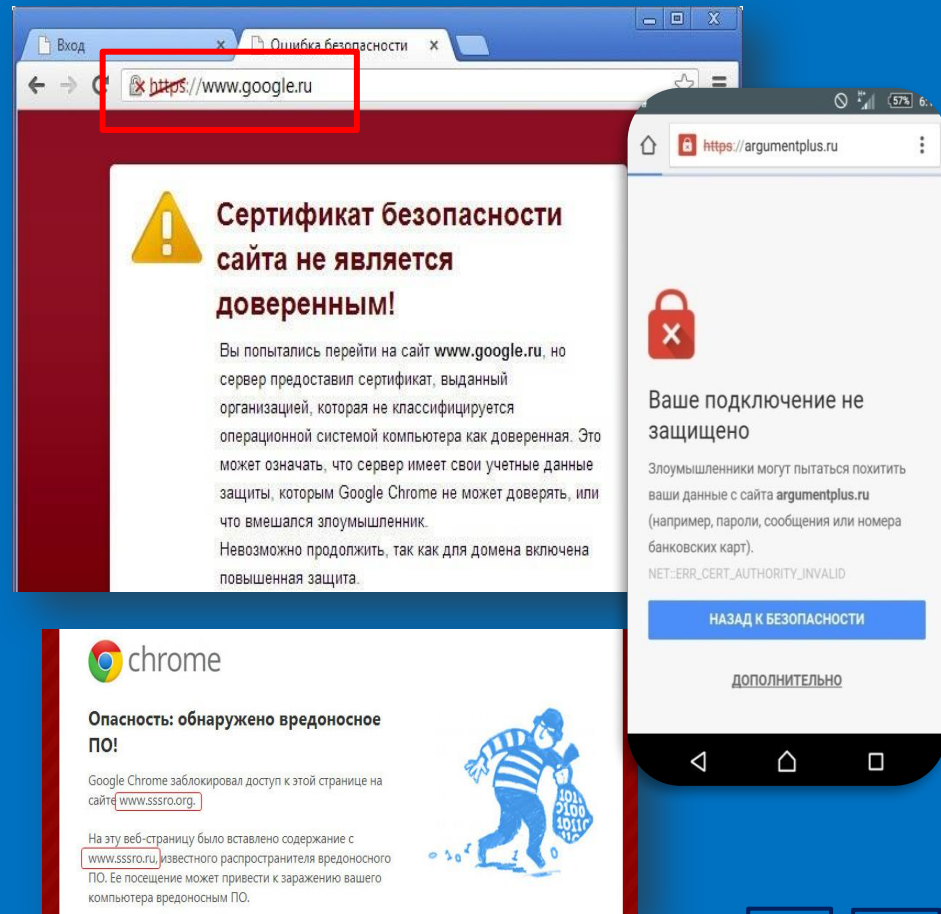 Вход
Ошибка безопасности
https://www.google.ru
Сертификат безопасности
сайта не является
доверенным!
Вы попытались перейти на сайт www.google.ru, но
сервер предоставил сертификат, выданный
организацией, которая не классифицируется
операционной системой компьютера как доверенная. Это
может означать, что сервер имеет свои учетные данные
защиты, которым Google Chrome не может доверять, или
что вмешался злоумышленник.
Невозможно продолжить, так как для домена включена
повышенная защита.
57%
https://argumentplus.ru
Ваше подключение не
защищено
Злоумышленники могут пытаться похитить
ваши данные с сайта argumentplus.ru
(например, пароли, сообщения или номера
банковских карт).
NET::ERR_CERT_AUTHORITY_INVALID
НАЗАД К БЕЗОПАСНОСТИ
ДОПОЛНИТЕЛЬНО
chrome
Опасность: обнаружено вредоносное
ПО!
Google Chrome заблокировал доступ к этой странице на
сайте www.sssro.org.
На эту веб-страницу было вставлено содержание с
www.sssro.ru, известного распространителя вредоносного
ПО. Ее посещение может привести к заражению вашего
компьютера вредоносным ПО.